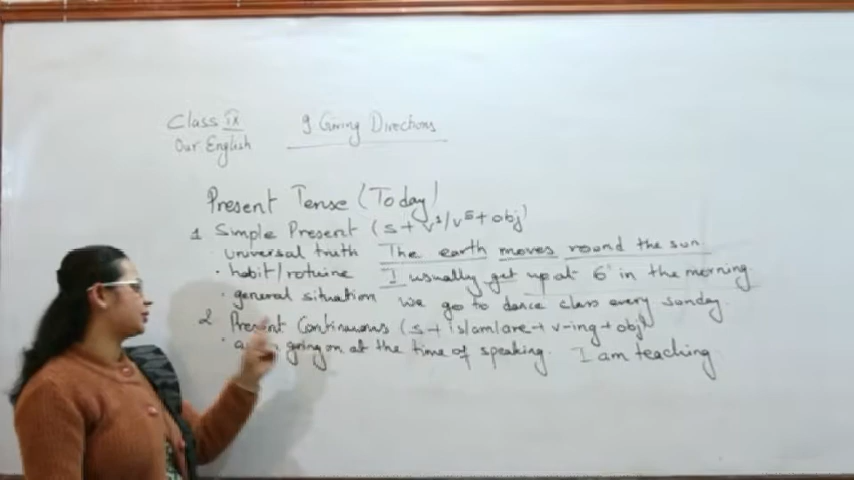 Class IX 9 Giving Directions
Our English
Present Tense (Today)
1 Simple Present (S + V¹/V⁵ + obj)
· universal truth The earth moves round the sun
· habit/rotuine I usually get up at 6 in the morning
· general situation we go to dance class every sunday.
2 Present Continuous (S + is/am/are + v-ing + obj)
· going on at the time of speaking. I am teaching